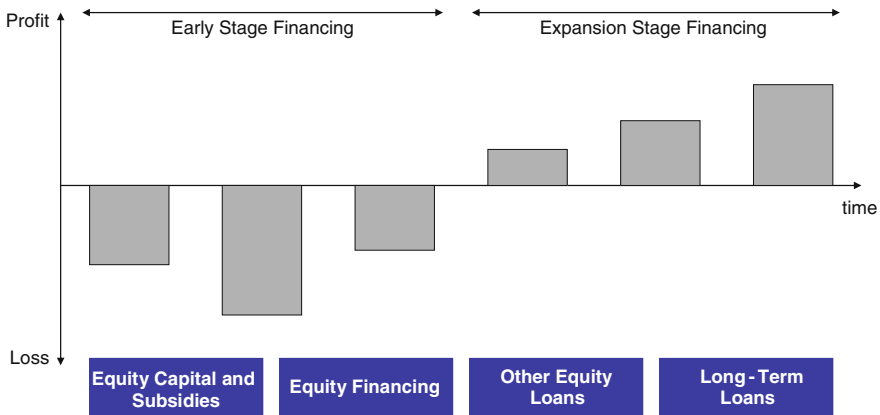 Profit
Early Stage Financing
Expansion Stage Financing
time
Loss
Equity Capital and
Subsidies
Equity Financing
Other Equity
Loans
Long-Term
Loans